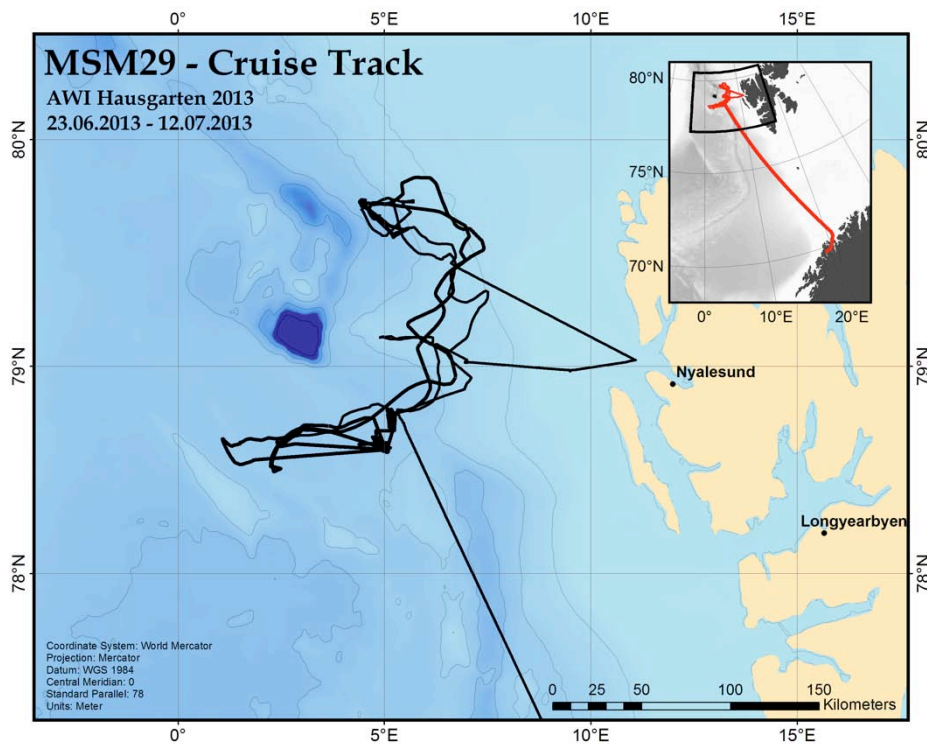 0° 5°E 10°E 15°E
MSM29 - Cruise Track
AWI Hausgarten 2013
23.06.2013 - 12.07.2013
80°N
75°N
70°N
0° 10°E 20°E
80°N 80°N
79°N 79°N
Nyalesund
Longyearbyen
78°N 78°N
Coordinate System: World Mercator
Projection: Mercator
Datum: WGS 1984
Central Meridian: 0
Standard Parallel: 78
Units: Meter
0 25 50 100 150
Kilometers
0° 5°E 10°E 15°E